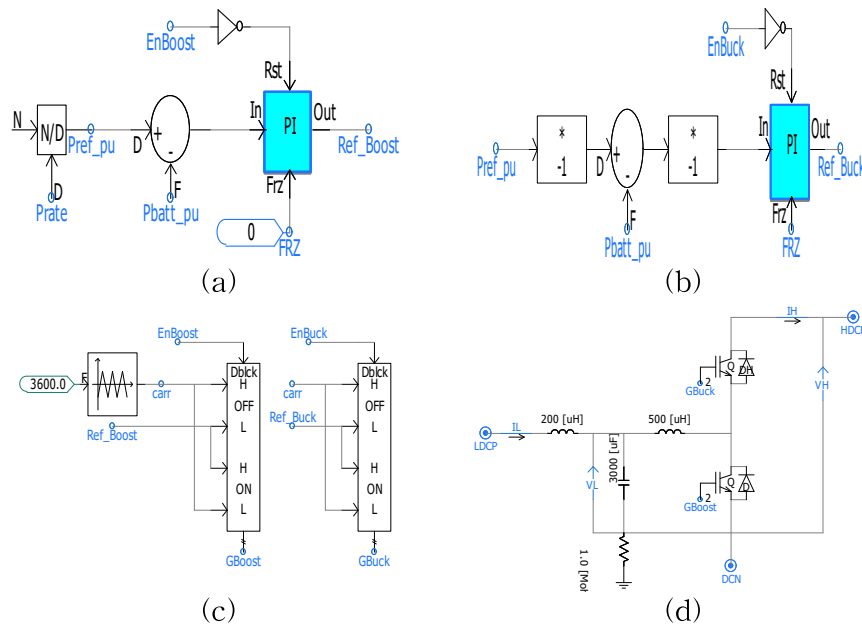 EnBoost
Rst
In
PI
Out
N
N/D
Pref_pu
D
+
-
Ref_Boost
D
F
Frz
Prate
Pbatt_pu
0
FRZ
(a)
EnBuck
Rst
In
PI
Out
*
-1
*
-1
Pref_pu
D
+
-
Ref_Buck
F
Frz
Pbatt_pu
FRZ
(b)
EnBoost
EnBuck
3600.0
F
carr
Dblck
H
OFF
L
H
ON
L
Ref_Boost
GBoost
carr
Dblck
H
OFF
L
H
ON
L
Ref_Buck
GBuck
(c)
IH
HDCP
Q
DH
GBuck
2
VH
200 [uH]
500 [uH]
IL
LDCP
3000 [uF]
VL
Q
D
GBoost
2
1.0 [Moh
DCN
(d)